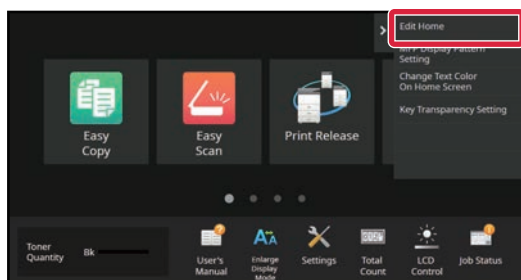 Edit Home
MFP Display Pattern
Setting
Change Text Color
On Home Screen
Key Transparency Setting
Easy
Copy
Easy
Scan
Print Release
Toner
Quantity
Bk
User's
Manual
Enlarge
Display
Mode
Settings
Total
Count
LCD
Control
Job Status